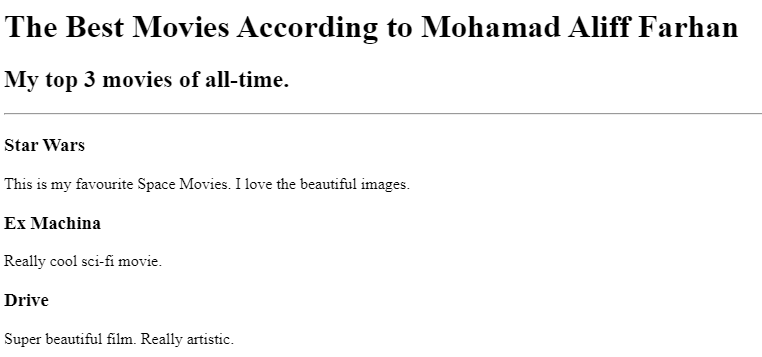 The Best Movies According to Mohamad Aliff Farhan
My top 3 movies of all-time.
Star Wars
This is my favourite Space Movies. I love the beautiful images.
Ex Machina
Really cool sci-fi movie.
Drive
Super beautiful film. Really artistic.